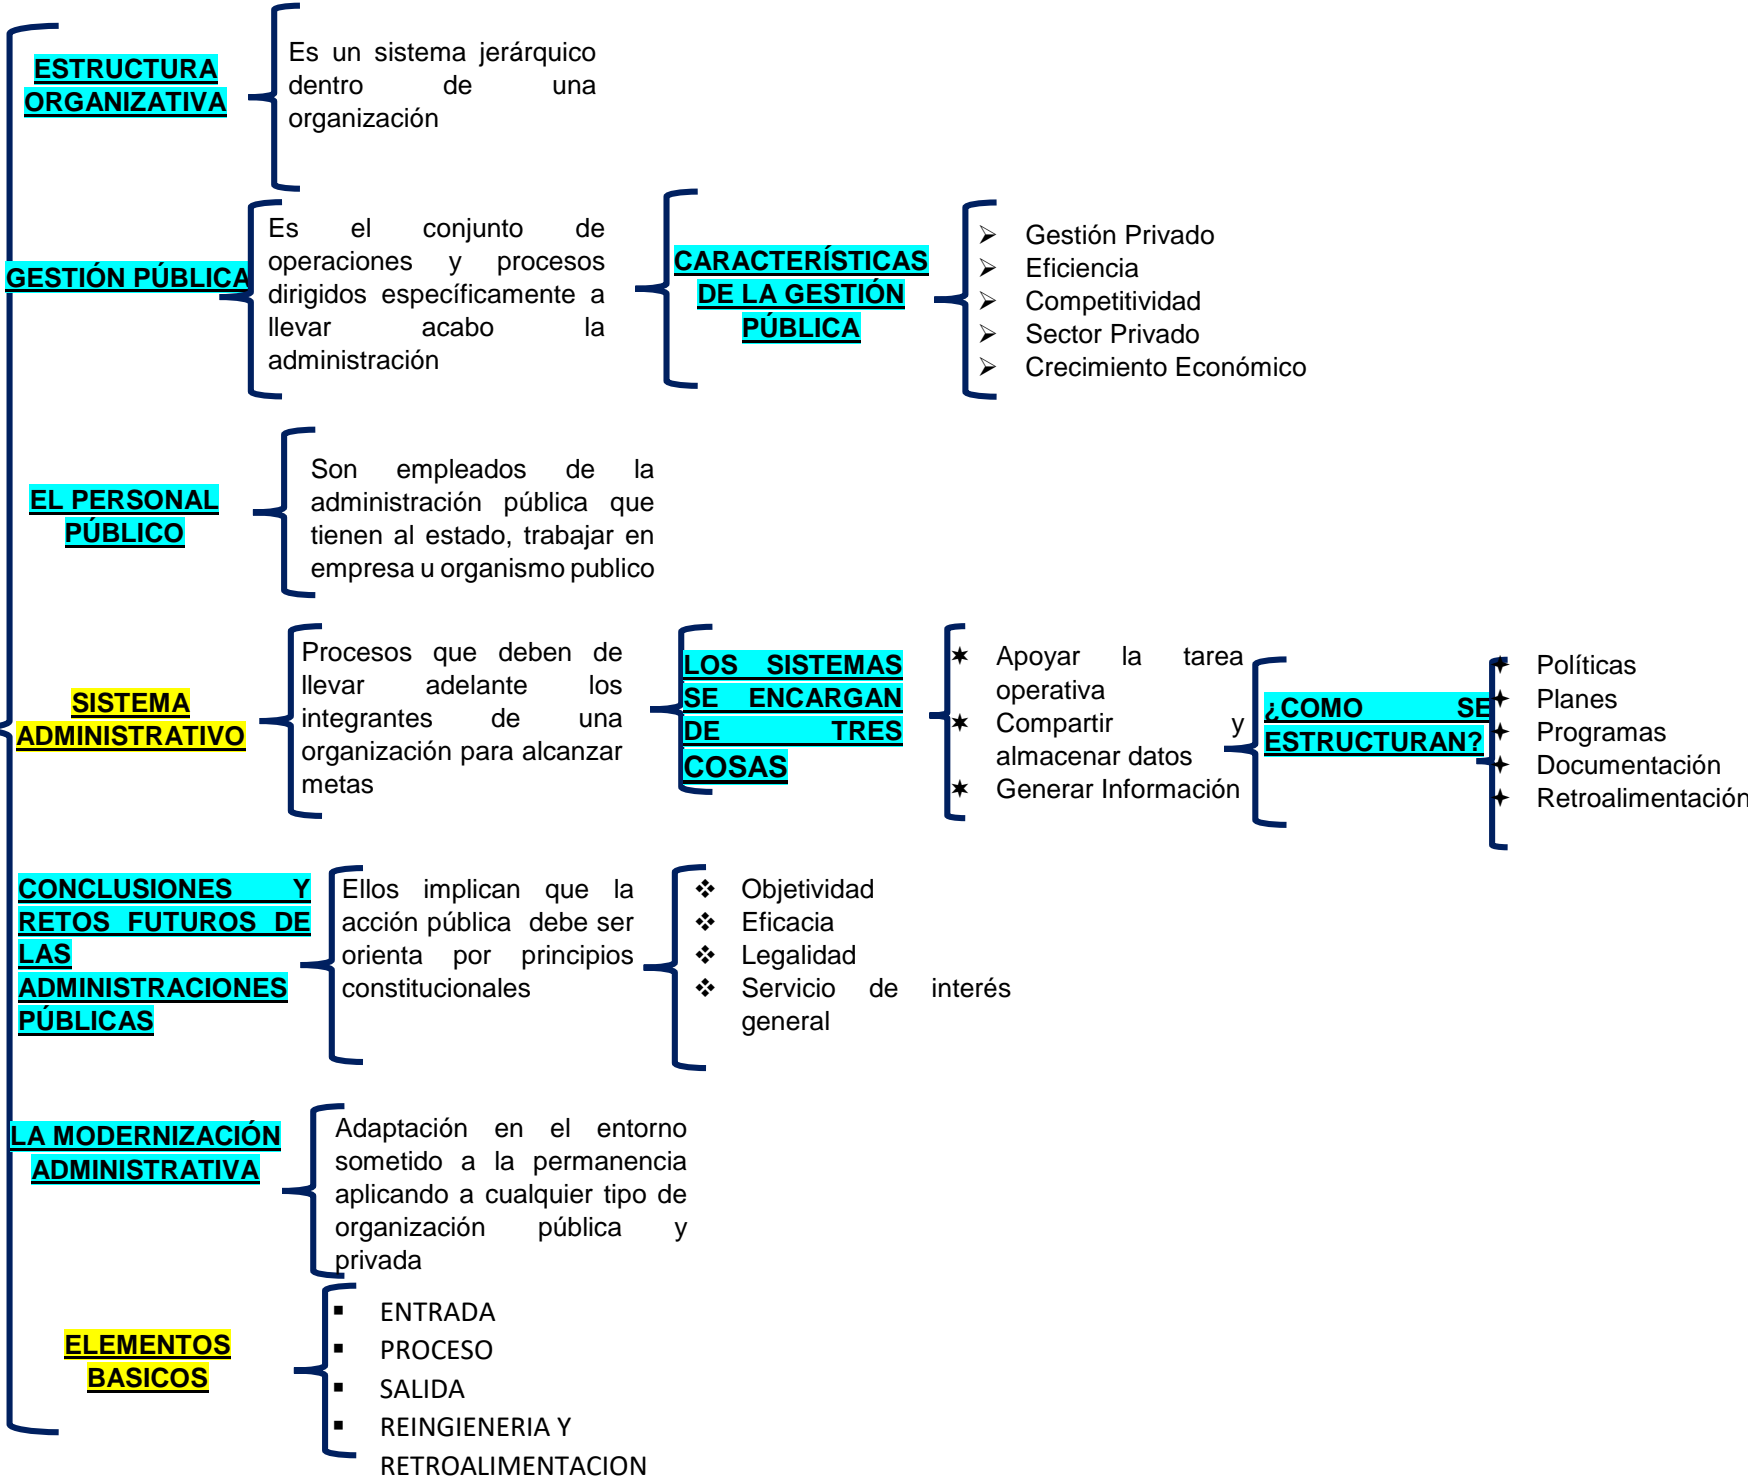 ESTRUCTURA
ORGANIZATIVA
Es un sistema jerárquico
dentro de una
organización
GESTIÓN PÚBLICA
Es el conjunto de
operaciones y procesos
dirigidos específicamente a
llevar acabo la
administración
CARACTERÍSTICAS
DE LA GESTIÓN
PÚBLICA
➢ Gestión Privado
➢ Eficiencia
➢ Competitividad
➢ Sector Privado
➢ Crecimiento Económico
EL PERSONAL
PÚBLICO
Son empleados de la
administración pública que
tienen al estado, trabajar en
empresa u organismo publico
SISTEMA
ADMINISTRATIVO
Procesos que deben de
llevar adelante los
integrantes de una
organización para alcanzar
metas
LOS SISTEMAS
SE ENCARGAN
DE TRES
COSAS
✶ Apoyar la tarea
operativa
✶ Compartir y
almacenar datos
✶ Generar Información
¿COMO SE
ESTRUCTURAN?
✦ Políticas
✦ Planes
✦ Programas
✦ Documentación
✦ Retroalimentación
CONCLUSIONES Y
RETOS FUTUROS DE
LAS
ADMINISTRACIONES
PÚBLICAS
Ellos implican que la
acción pública debe ser
orienta por principios
constitucionales
❖ Objetividad
❖ Eficacia
❖ Legalidad
❖ Servicio de interés
general
LA MODERNIZACIÓN
ADMINISTRATIVA
Adaptación en el entorno
sometido a la permanencia
aplicando a cualquier tipo de
organización pública y
privada
ELEMENTOS
BASICOS
▪ ENTRADA
▪ PROCESO
▪ SALIDA
▪ REINGIENERIA Y
RETROALIMENTACION